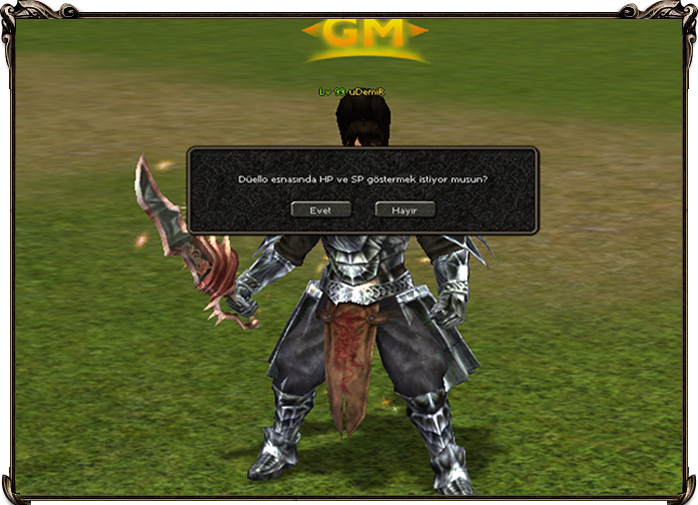 GM
Lv 99 uDemiR
Düello esnasında HP ve SP göstermek istiyor musun?
Evet
Hayır